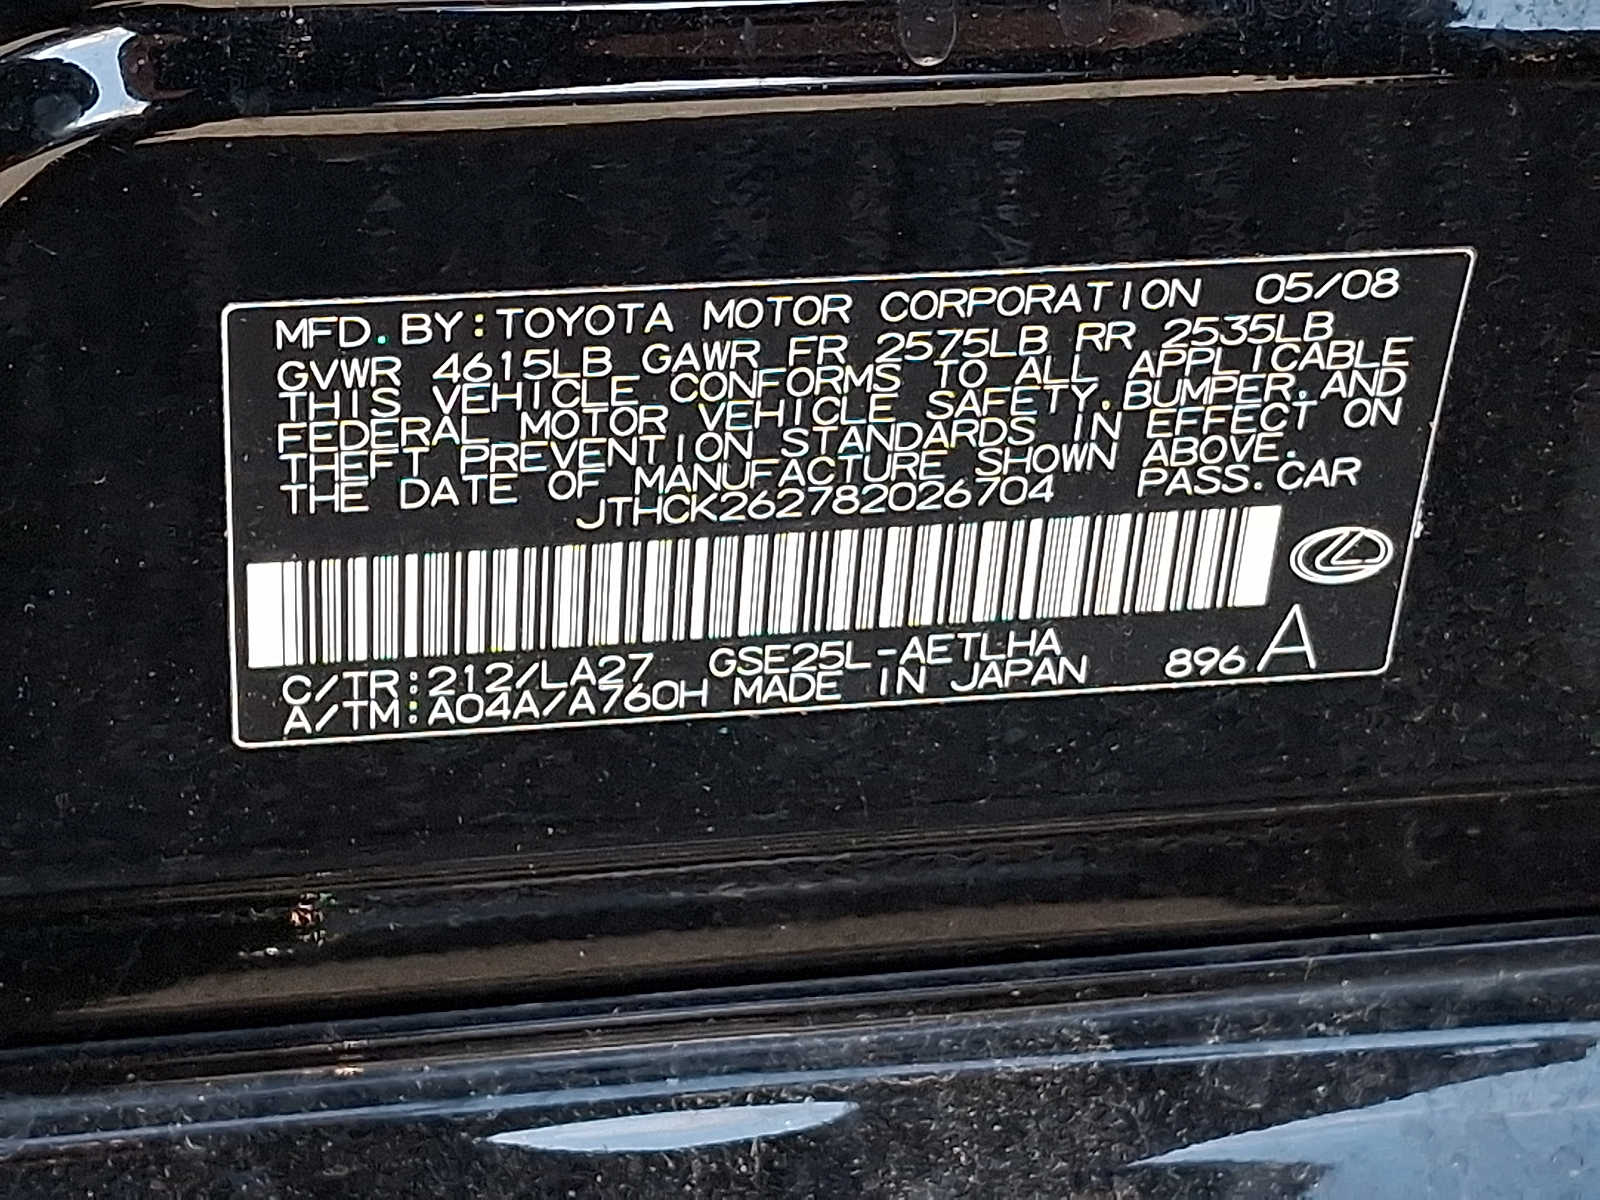 MFD. BY: TOYOTA MOTOR CORPORATION 05/08
GVWR 4615LB GAWR FR 2575LB RR 2535LB
THIS VEHICLE CONFORMS TO ALL APPLICABLE
FEDERAL MOTOR VEHICLE SAFETY, BUMPER, AND
THEFT PREVENTION STANDARDS IN EFFECT ON
THE DATE OF MANUFACTURE SHOWN ABOVE.
JTHCK262782026704 PASS. CAR
C/TR: 212/LA27 GSE25L-AETLHA
A/TM: A04A/A760H MADE IN JAPAN 896 A